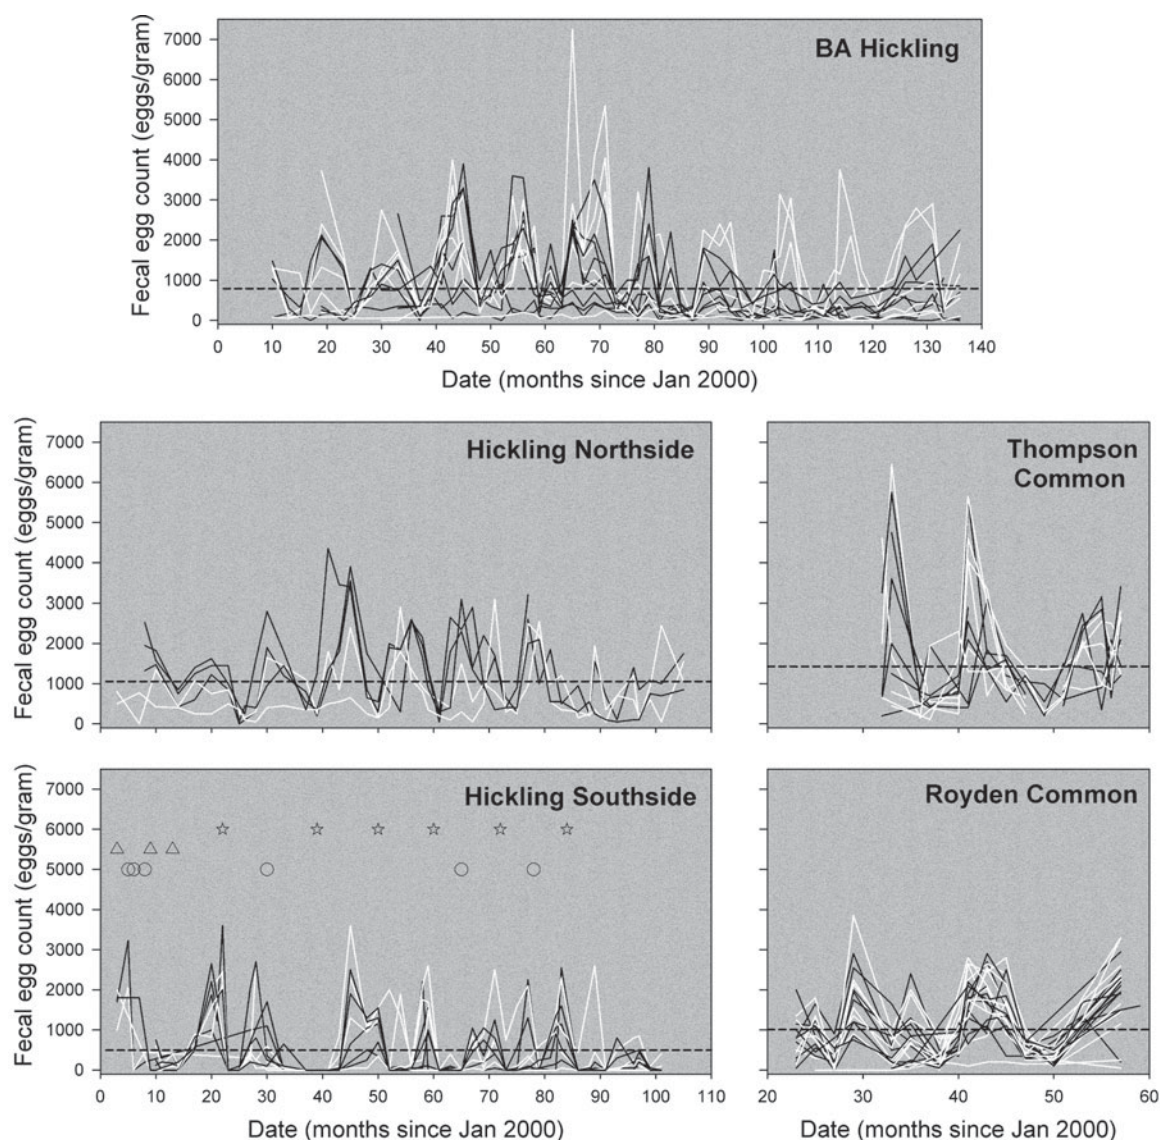 BA Hickling
Fecal egg count (eggs/gram)
7000
6000
5000
4000
3000
2000
1000
0
0 10 20 30 40 50 60 70 80 90 100 110 120 130 140
Date (months since Jan 2000)
Hickling Northside
Fecal egg count (eggs/gram)
7000
6000
5000
4000
3000
2000
1000
0
Thompson
Common
Hickling Southside
Fecal egg count (eggs/gram)
7000
6000
5000
4000
3000
2000
1000
0
0 10 20 30 40 50 60 70 80 90 100 110
Date (months since Jan 2000)
Royden Common
20 30 40 50 60
Date (months since Jan 2000)